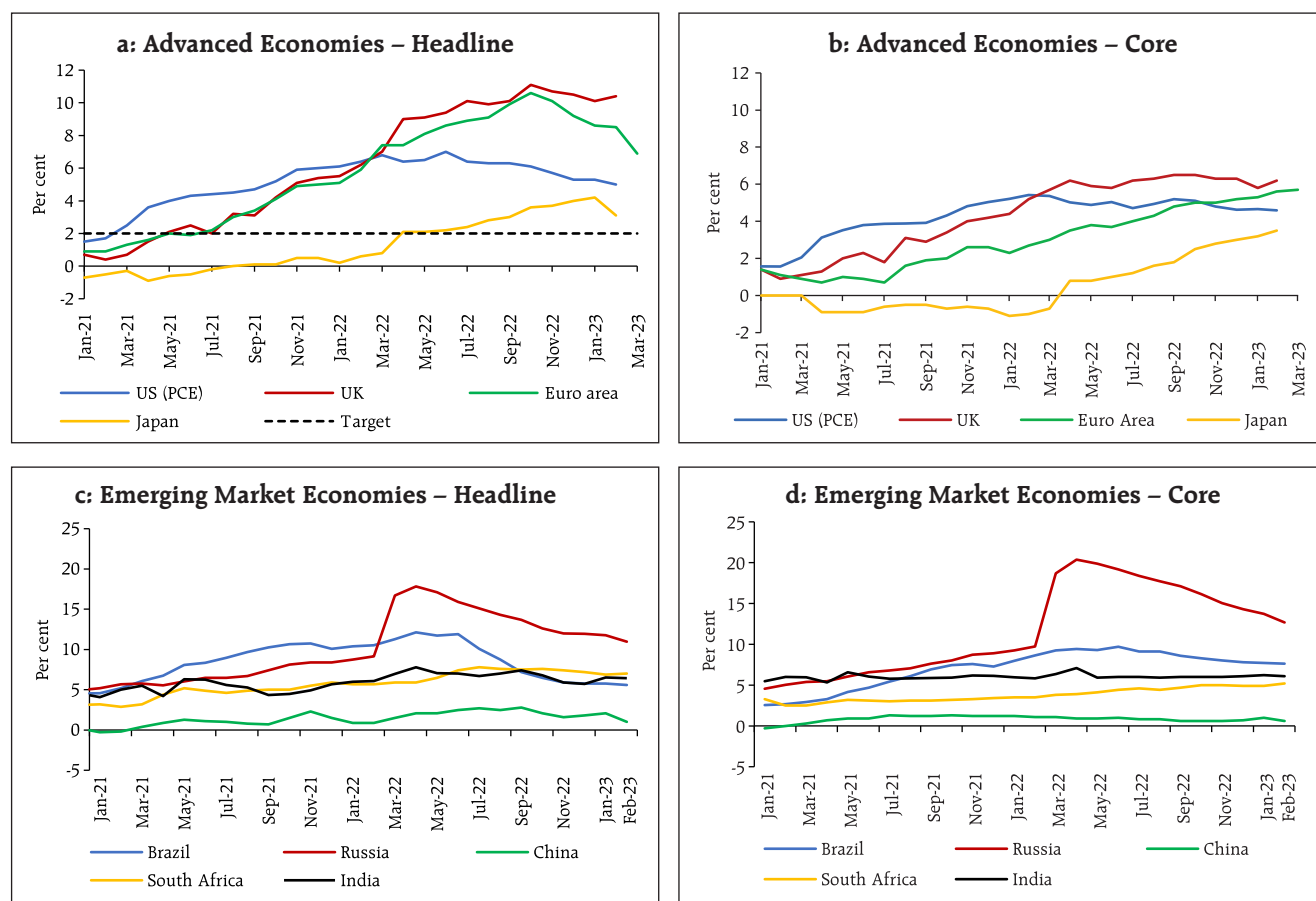 a: Advanced Economies – Headline
Per cent
12
10
8
6
4
2
0
-2
Jan-21
Mar-21
May-21
Jul-21
Sep-21
Nov-21
Jan-22
Mar-22
May-22
Jul-22
Sep-22
Nov-22
Jan-23
Mar-23
US (PCE)
UK
Euro area
Japan
Target
b: Advanced Economies – Core
Per cent
12
10
8
6
4
2
0
-2
Jan-21
Mar-21
May-21
Jul-21
Sep-21
Nov-21
Jan-22
Mar-22
May-22
Jul-22
Sep-22
Nov-22
Jan-23
Mar-23
US (PCE)
UK
Euro Area
Japan
c: Emerging Market Economies – Headline
Per cent
25
20
15
10
5
0
-5
Jan-21
Mar-21
May-21
Jul-21
Sep-21
Nov-21
Jan-22
Mar-22
May-22
Jul-22
Sep-22
Nov-22
Jan-23
Feb-23
Brazil
Russia
China
South Africa
India
d: Emerging Market Economies – Core
Per cent
25
20
15
10
5
0
-5
Jan-21
Mar-21
May-21
Jul-21
Sep-21
Nov-21
Jan-22
Mar-22
May-22
Jul-22
Sep-22
Nov-22
Jan-23
Feb-23
Brazil
Russia
China
South Africa
India